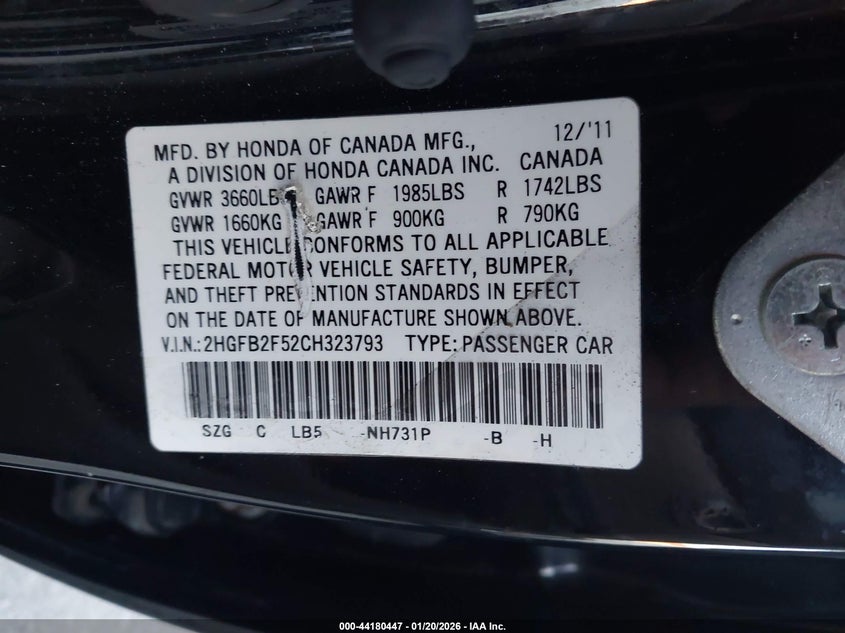 MFD. BY HONDA OF CANADA MFG., 12/'11
A DIVISION OF HONDA CANADA INC. CANADA
GVWR 3660LB GAWR F 1985LBS R 1742LBS
GVWR 1660KG GAWR F 900KG R 790KG
THIS VEHICLE CONFORMS TO ALL APPLICABLE
FEDERAL MOTOR VEHICLE SAFETY, BUMPER,
AND THEFT PREVENTION STANDARDS IN EFFECT
ON THE DATE OF MANUFACTURE SHOWN ABOVE.
V.I.N.:2HGFB2F52CH323793 TYPE: PASSENGER CAR
SZG C LB5 -NH731P -B -H
000-44180447 — 01/20/2026 — IAA Inc.